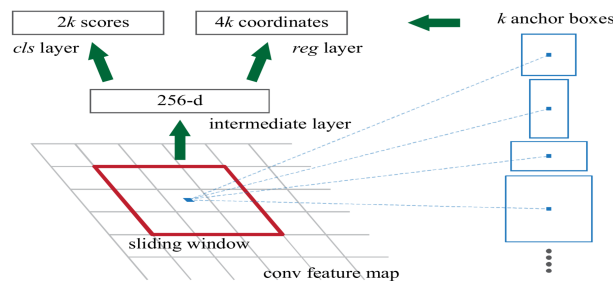 2k scores
4k coordinates
k anchor boxes
cls layer
reg layer
256-d
intermediate layer
sliding window
conv feature map